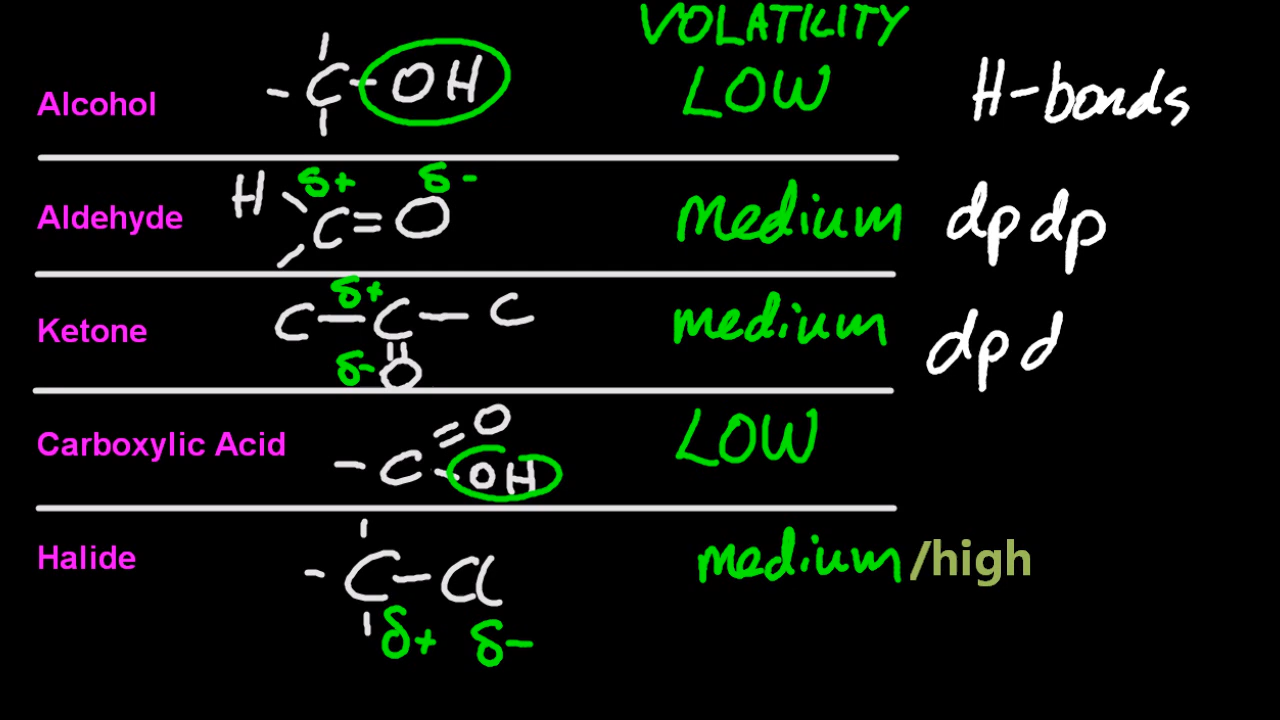 VOLATILITY
Alcohol -C-OH LOW H-bonds
Aldehyde H δ+ C=O δ- medium dpdp
Ketone C-C-C δ+ δ- O medium dpd
Carboxylic Acid -C=O -OH LOW
Halide -C-Cl medium/high
δ+ δ-